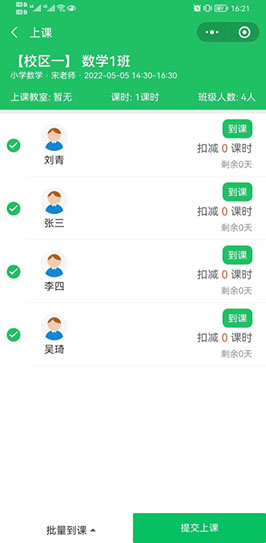 16:21
上课
【校区一】 数学1班
小学数学 · 宋老师 · 2022-05-05 14:30-16:30
上课教室: 暂无 课时: 1课时 班级人数: 4人
到课
刘青
扣减 0 课时
剩余0天
到课
张三
扣减 0 课时
剩余0天
到课
李四
扣减 0 课时
剩余0天
到课
吴琦
扣减 0 课时
剩余0天
批量到课 提交上课